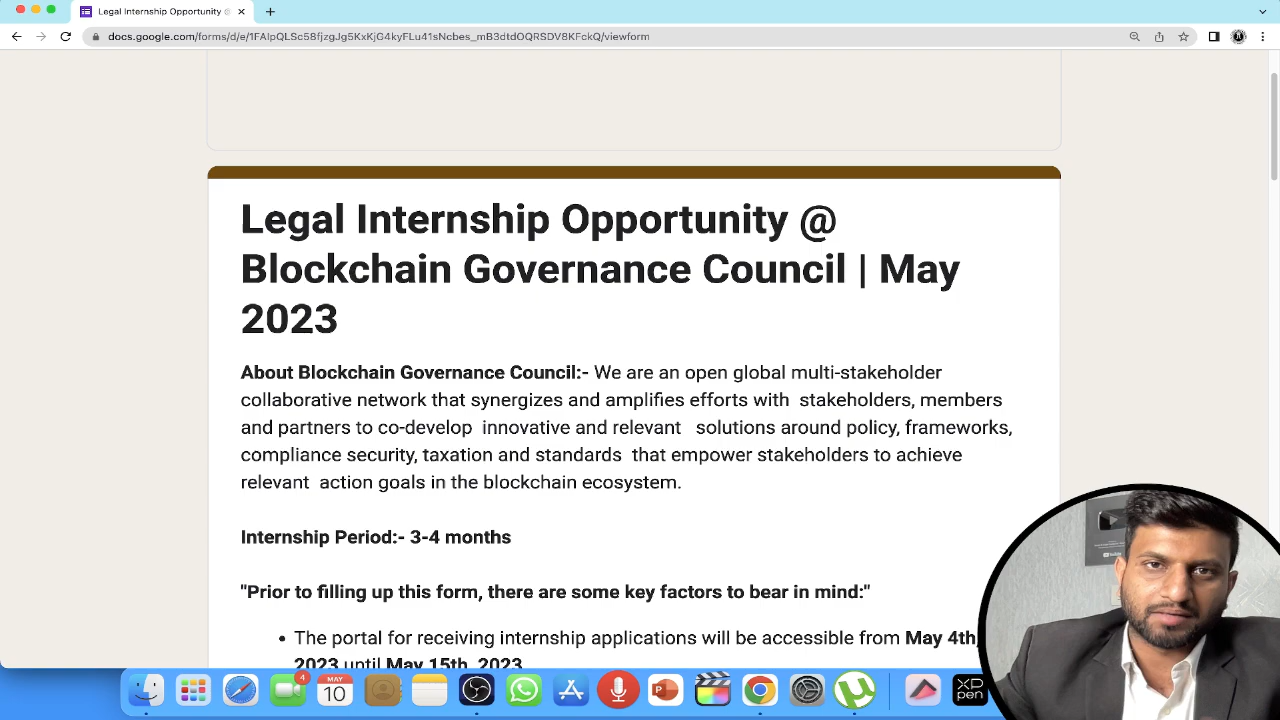 Legal Internship Opportunity @
docs.google.com/forms/d/e/1FAIpQLSc58fjzgJg5KxKjG4kyFLu41sNcbes_mB3dtdOQRSDV8KFckQ/viewform
Legal Internship Opportunity @
Blockchain Governance Council | May
2023
About Blockchain Governance Council:- We are an open global multi-stakeholder
collaborative network that synergizes and amplifies efforts with stakeholders, members
and partners to co-develop innovative and relevant solutions around policy, frameworks,
compliance security, taxation and standards that empower stakeholders to achieve
relevant action goals in the blockchain ecosystem.
Internship Period:- 3-4 months
"Prior to filling up this form, there are some key factors to bear in mind:"
• The portal for receiving internship applications will be accessible from May 4th,
2023 until May 15th, 2023
4
MAY
10
XP
pen